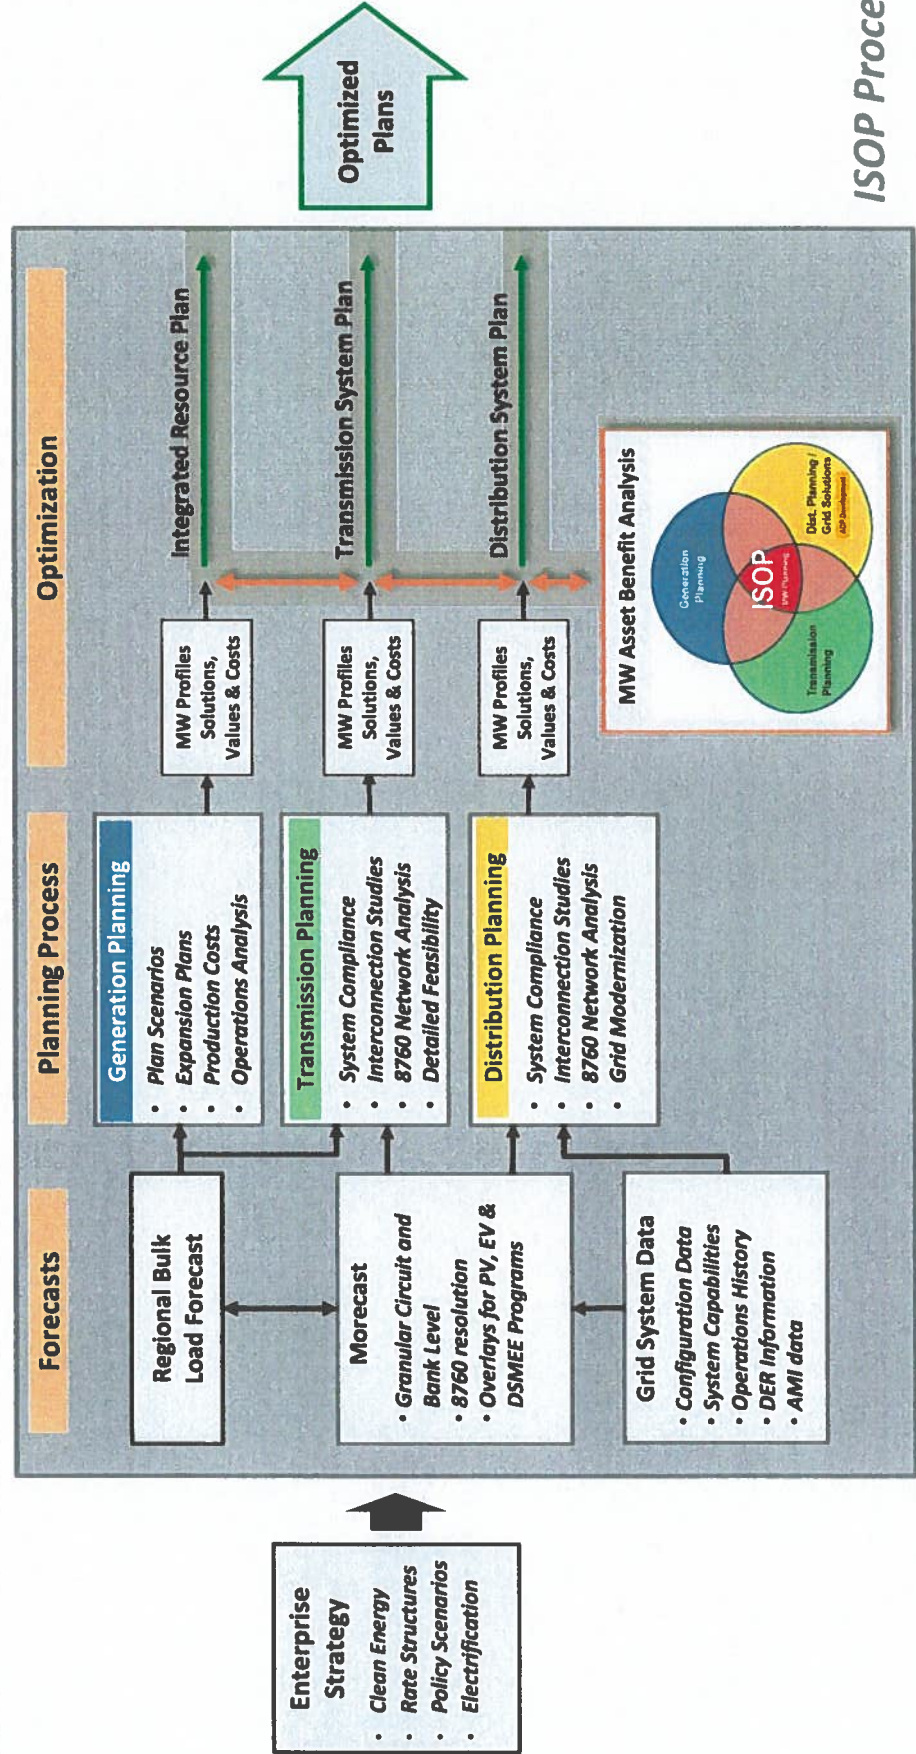 Enterprise
Strategy
• Clean Energy
• Rate Structures
• Policy Scenarios
• Electrification
Forecasts
Regional Bulk
Load Forecast
Morecast
• Granular Circuit and
Bank Level
• 8760 resolution
• Overlays for PV, EV &
DSMEE Programs
Grid System Data
• Configuration Data
• System Capabilities
• Operations History
• DER Information
• AMI data
Planning Process
Generation Planning
• Plan Scenarios
• Expansion Plans
• Production Costs
• Operations Analysis
Transmission Planning
• System Compliance
• Interconnection Studies
• 8760 Network Analysis
• Detailed Feasibility
Distribution Planning
• System Compliance
• Interconnection Studies
• 8760 Network Analysis
• Grid Modernization
Optimization
MW Profiles
Solutions,
Values & Costs
Integrated Resource Plan
MW Profiles
Solutions,
Values & Costs
Transmission System Plan
MW Profiles
Solutions,
Values & Costs
Distribution System Plan
MW Asset Benefit Analysis
Generation
Planning
ISOP
MW Planning
Transmission
Planning
Dist. Planning /
Grid Solutions
ADP Development
Optimized
Plans
ISOP Proce